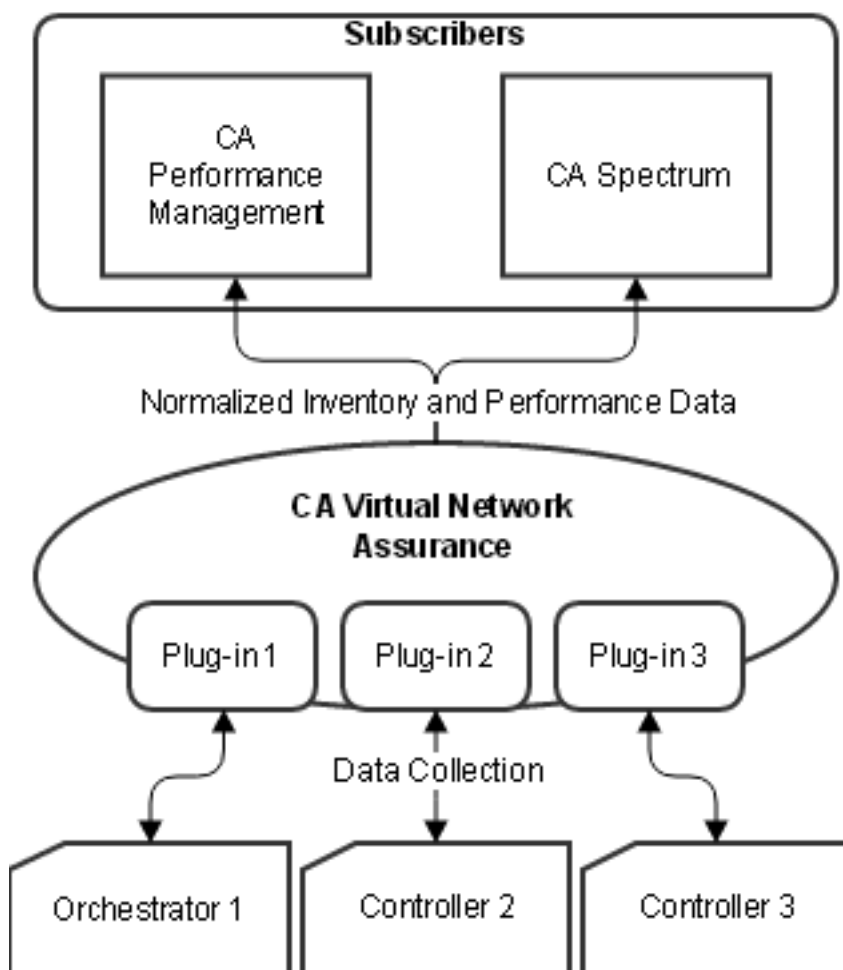 Subscribers
CA
Performance
Management
CA Spectrum
Normalized Inventory and Performance Data
CA Virtual Network
Assurance
Plug-in 1
Plug-in 2
Plug-in 3
Data Collection
Orchestrator 1
Controller 2
Controller 3